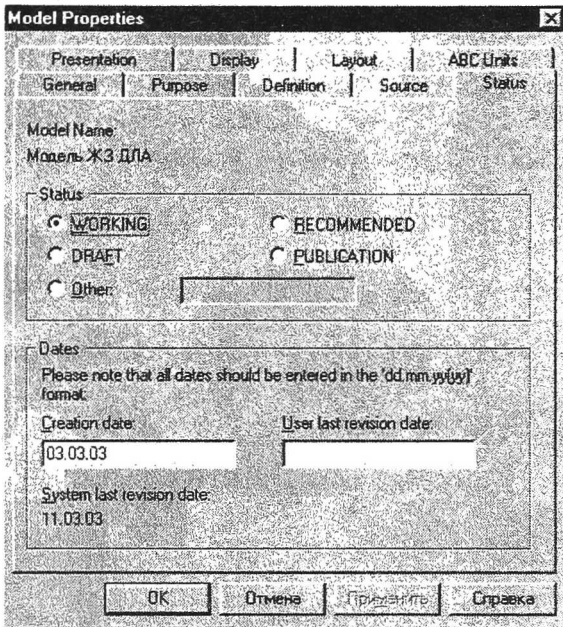 Model Properties
Presentation Display Layout ABC Units
General Purpose Definition Source Status
Model Name:
Модель ЖЗ ДЛА
Status
WORKING RECOMMENDED
DRAFT PUBLICATION
Other:
Dates
Please note that all dates should be entered in the 'dd.mm.yy[yy]'
format:
Creation date: User last revision date:
03.03.03
System last revision date:
11.03.03
OK Отмена Применить Справка